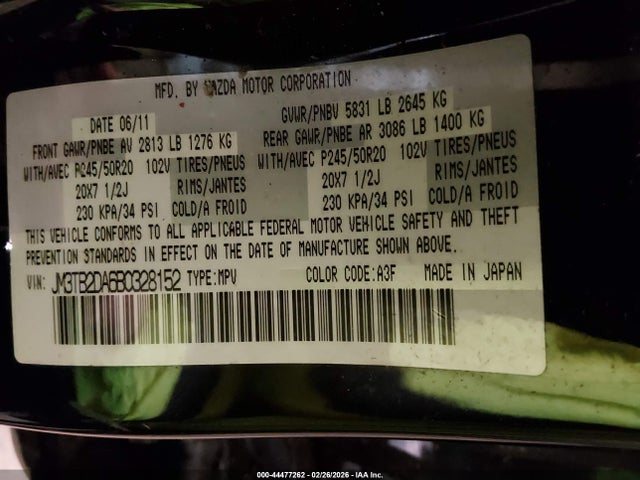 MFD. BY MAZDA MOTOR CORPORATION
DATE 06/11
GVWR/PNBV 5831 LB 2645 KG
FRONT GAWR/PNBE AV 2813 LB 1276 KG
REAR GAWR/PNBE AR 3086 LB 1400 KG
WITH/AVEC P245/50R20 102V TIRES/PNEUS
WITH/AVEC P245/50R20 102V TIRES/PNEUS
20X7 1/2J RIMS/JANTES
20X7 1/2J RIMS/JANTES
230 KPA/34 PSI COLD/A FROID
230 KPA/34 PSI COLD/A FROID
THIS VEHICLE CONFORMS TO ALL APPLICABLE FEDERAL MOTOR VEHICLE SAFETY AND THEFT
PREVENTION STANDARDS IN EFFECT ON THE DATE OF MANUFACTURE SHOWN ABOVE.
VIN: JM3TB2DA6B0328152 TYPE:MPV COLOR CODE:A3F MADE IN JAPAN
000-44477262 - 02/26/2026 - IAA Inc.